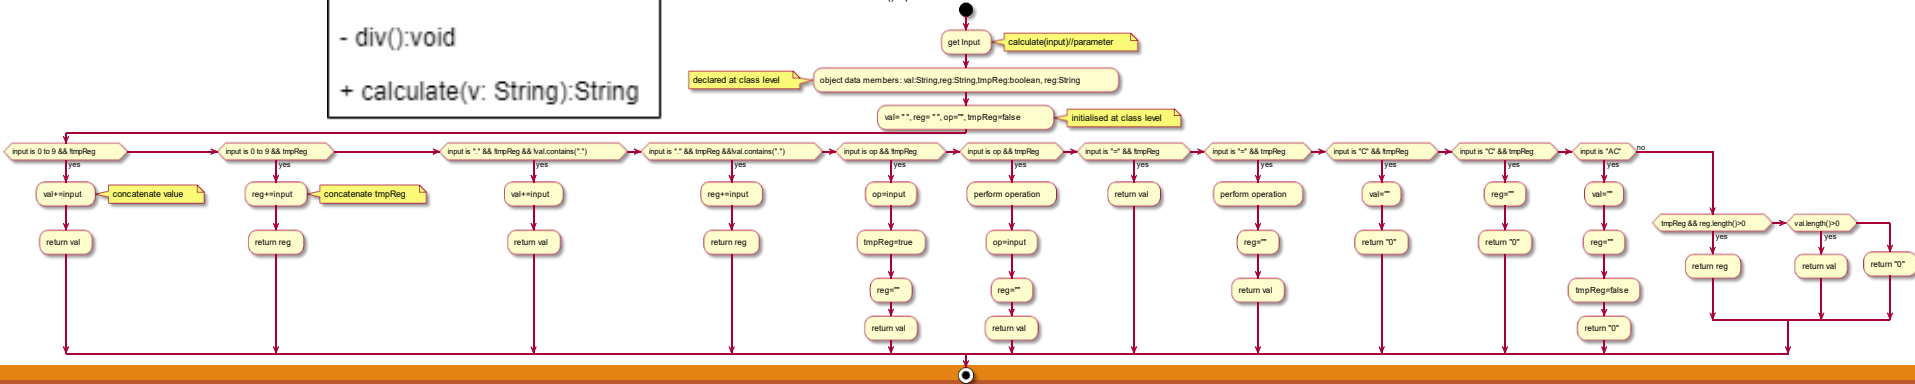 - div():void
+ calculate(v: String):String
get Input
calculate(input)//parameter
declared at class level
object data members: val:String,reg:String,tmpReg:boolean, reg:String
val= " ", reg= " ", op="", tmpReg=false
initialised at class level
input is 0 to 9 && !tmpReg
input is 0 to 9 && tmpReg
input is "." && !tmpReg && !val.contains(".")
input is "." && tmpReg &&!val.contains(".")
input is op && !tmpReg
input is op && tmpReg
input is "=" && !tmpReg
input is "=" && tmpReg
input is "C" && !tmpReg
input is "C" && tmpReg
input is "AC"
no
yes
yes
yes
yes
yes
yes
yes
yes
yes
yes
yes
val+=input
concatenate value
reg+=input
concatenate tmpReg
val+=input
reg+=input
op=input
perform operation
return val
perform operation
val=""
reg=""
val=""
tmpReg && reg.length()>0
val.length()>0
yes
yes
return val
return reg
return val
return reg
tmpReg=true
op=input
reg=""
return "0"
return "0"
reg=""
return reg
return val
return "0"
reg=""
reg=""
return val
tmpReg=false
return val
return val
return "0"